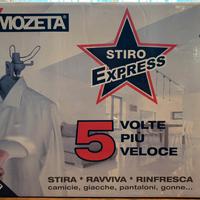 MOZETA
STIRO
EXPRESS
5 VOLTE
PIÙ
VELOCE
STIRA * RAVVIVA * RINFRESCA
camicie, giacche, pantaloni, gonne...